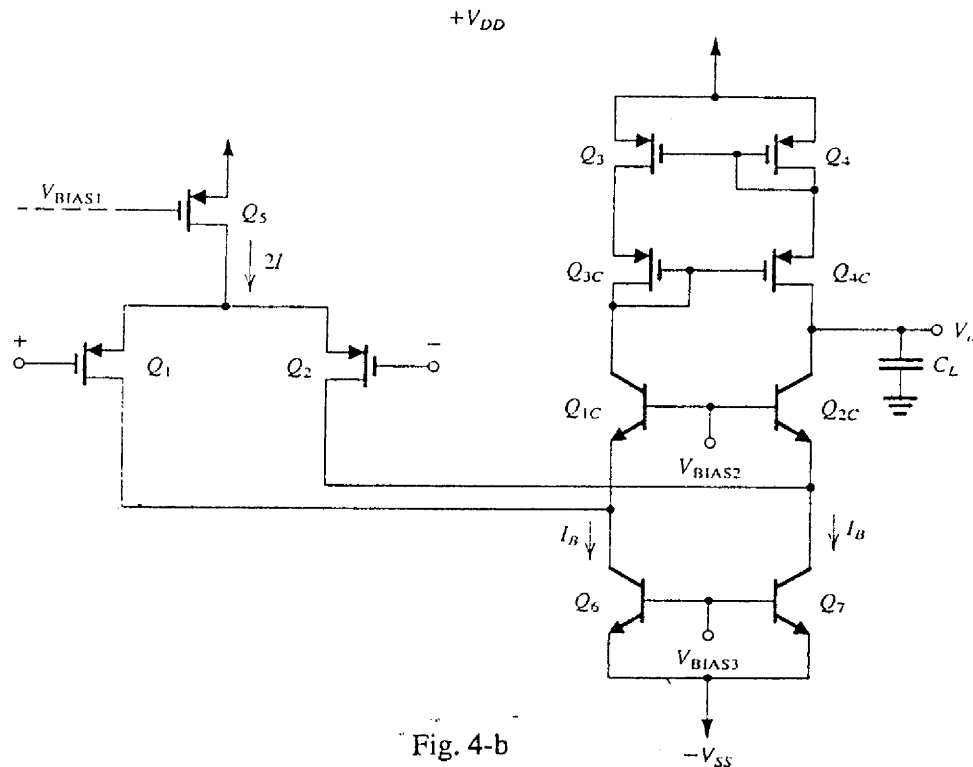 +V_DD
Q_3
Q_4
V_BIAS1
Q_5
2I
Q_3C
Q_4C
+
Q_1
Q_2
−
V_o
C_L
Q_1C
Q_2C
V_BIAS2
I_B
I_B
Q_6
Q_7
V_BIAS3
Fig. 4-b
−V_SS